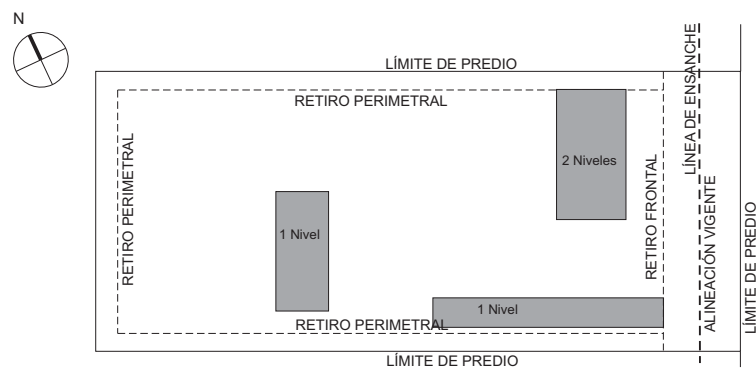 N
LÍMITE DE PREDIO
RETIRO PERIMETRAL
LÍNEA DE ENSANCHE
2 Niveles
RETIRO PERIMETRAL
RETIRO FRONTAL
ALINEACIÓN VIGENTE
LÍMITE DE PREDIO
1 Nivel
1 Nivel
RETIRO PERIMETRAL
LÍMITE DE PREDIO